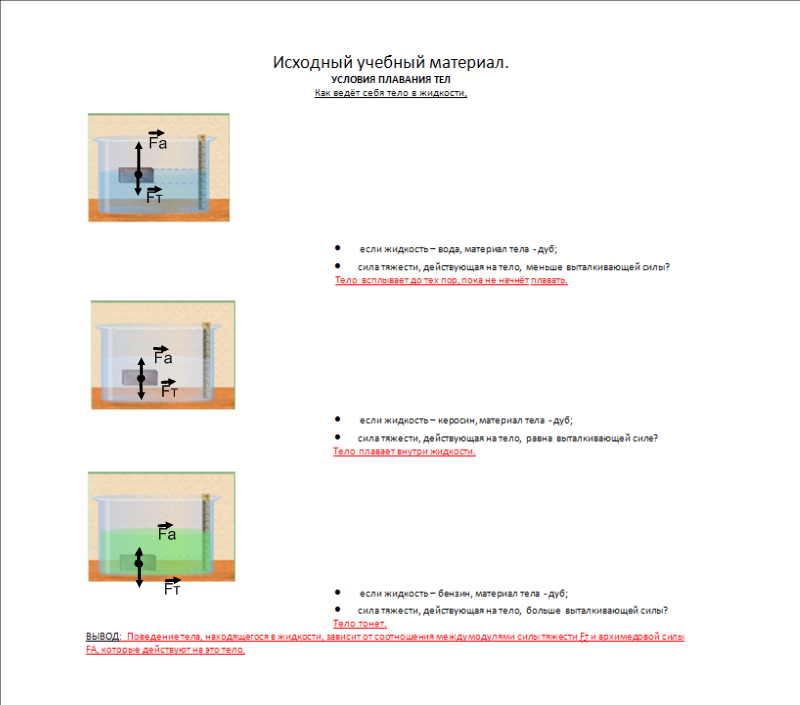 Исходный учебный материал.
УСЛОВИЯ ПЛАВАНИЯ ТЕЛ
Как ведёт себя тело в жидкости,
Fа
Fт
● если жидкость – вода, материал тела - дуб;
● сила тяжести, действующая на тело, меньше выталкивающей силы?
Тело всплывает до тех пор, пока не начнёт плавать.
Fа
Fт
● если жидкость – керосин, материал тела - дуб;
● сила тяжести, действующая на тело, равна выталкивающей силе?
Тело плавает внутри жидкости.
Fа
Fт
● если жидкость – бензин, материал тела - дуб;
● сила тяжести, действующая на тело, больше выталкивающей силы?
Тело тонет.
ВЫВОД: Поведение тела, находящегося в жидкости, зависит от соотношения между модулями силы тяжести Fт и архимедовой силы
FА, которые действуют на это тело.